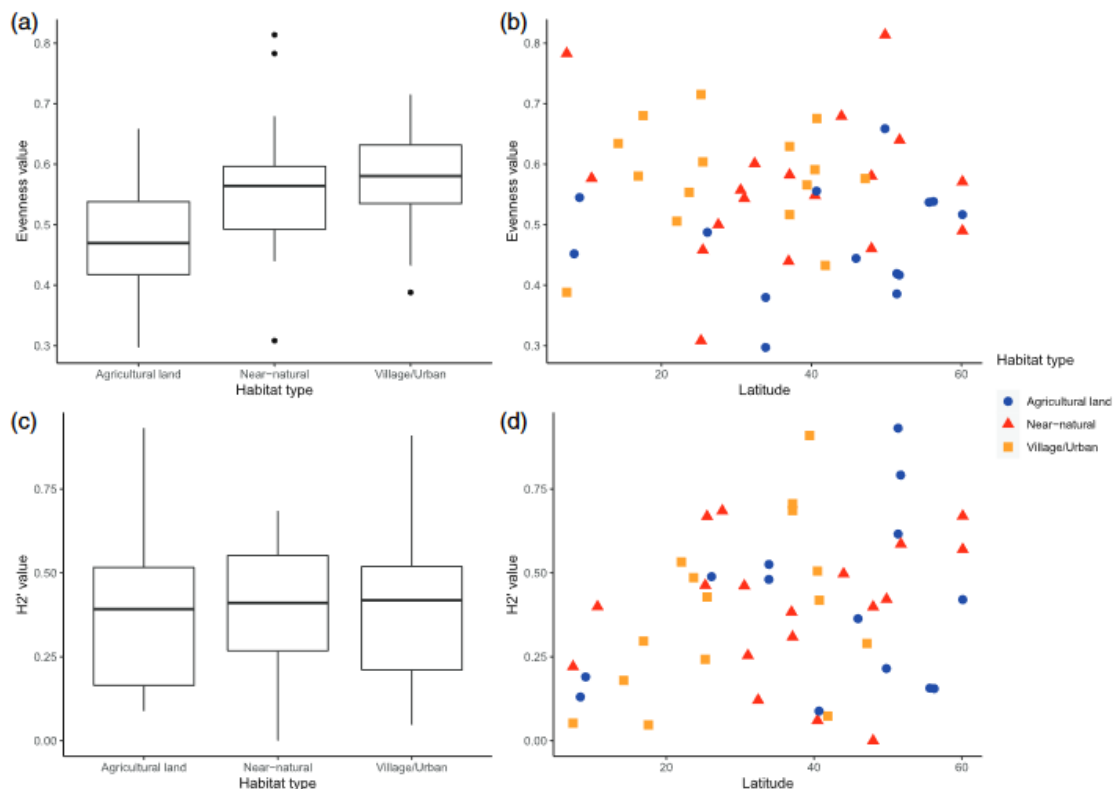 (a)
0.8
0.7
0.6
0.5
0.4
0.3
Evenness value
Agricultural land Near-natural Village/Urban
Habitat type
(b)
0.8
0.7
0.6
0.5
0.4
0.3
Evenness value
20 40 60
Latitude
Habitat type
Agricultural land
Near-natural
Village/Urban
(c)
0.75
0.50
0.25
0.00
H2' value
Agricultural land Near-natural Village/Urban
Habitat type
(d)
0.75
0.50
0.25
0.00
H2' value
20 40 60
Latitude